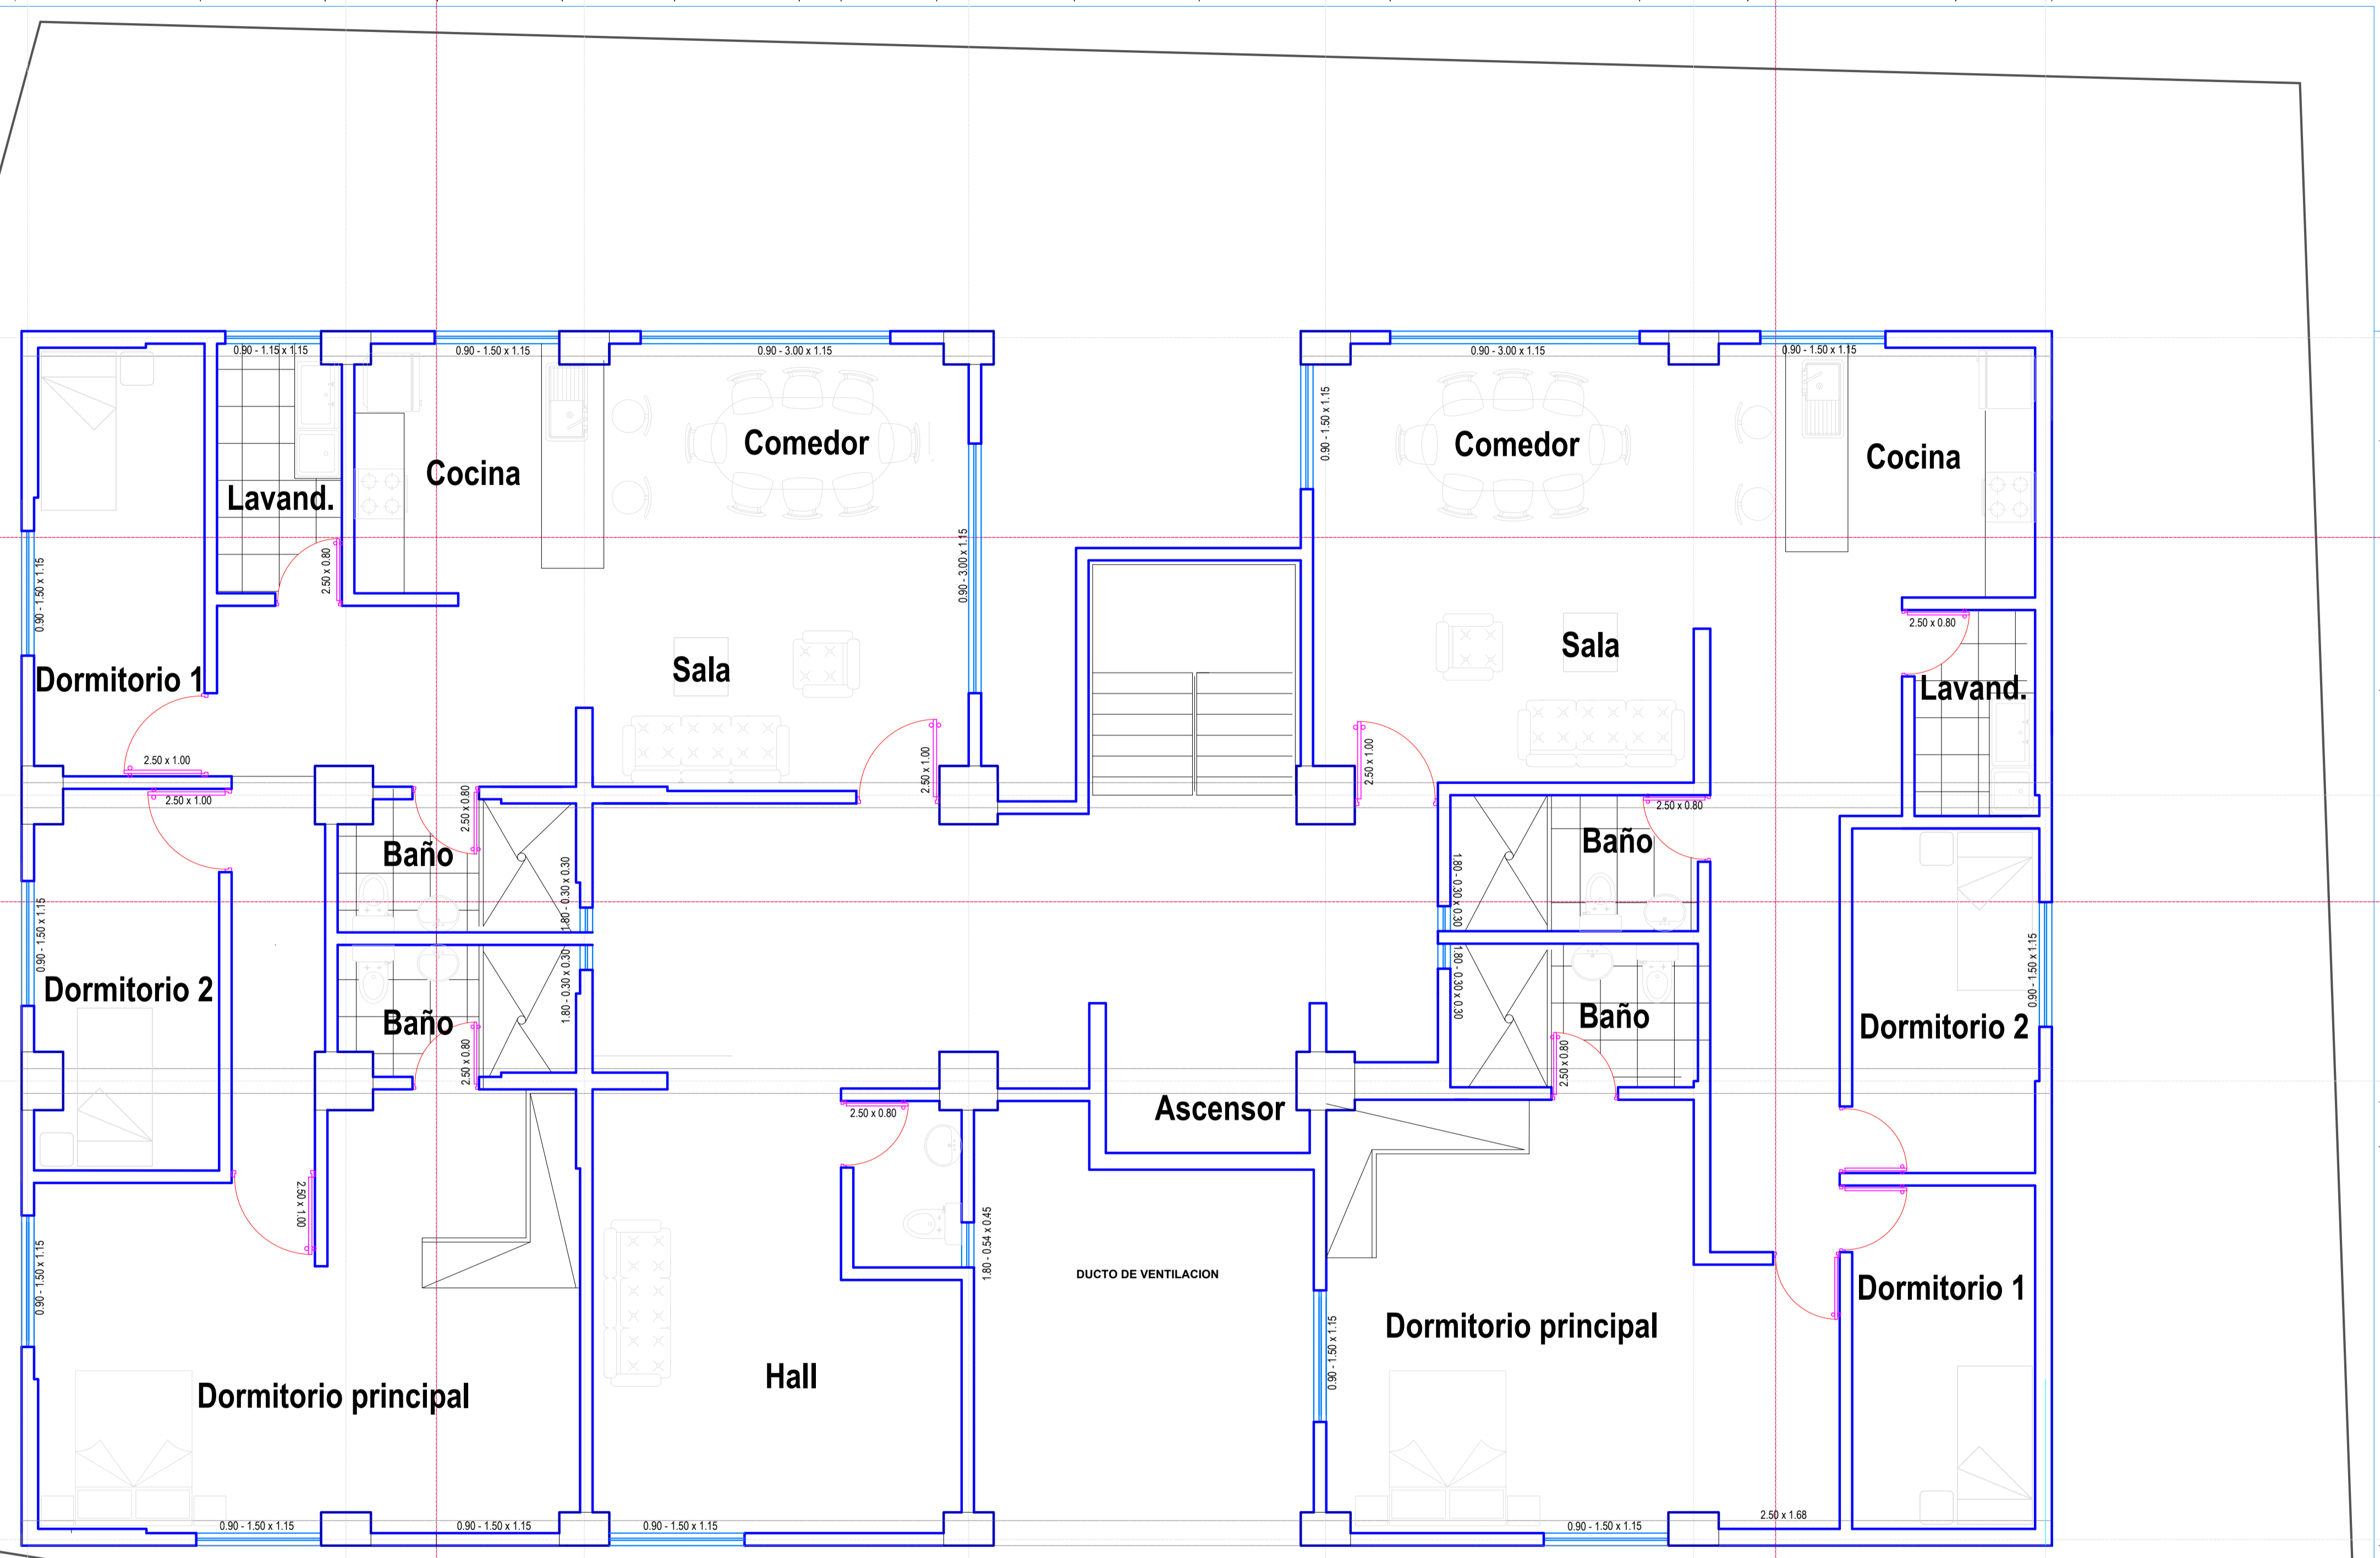 0.90 - 1.15 x 1.15
0.90 - 1.50 x 1.15
0.90 - 3.00 x 1.15
0.90 - 3.00 x 1.15
0.90 - 1.50 x 1.15
0.90 - 1.50 x 1.15
Comedor
Comedor
Cocina
Cocina
Lavand.
2.50 x 0.80
0.90 - 1.50 x 1.15
0.90 - 3.00 x 1.15
2.50 x 0.80
Dormitorio 1
Sala
Sala
Lavand.
2.50 x 1.00
2.50 x 1.00
2.50 x 1.00
2.50 x 1.00
2.50 x 0.80
2.50 x 0.80
Baño
Baño
1.80 - 0.30 x 0.30
1.80 - 0.30 x 0.30
0.90 - 1.50 x 1.15
Dormitorio 2
Baño
1.80 - 0.30 x 0.30
1.80 - 0.30 x 0.30
Baño
0.90 - 1.50 x 1.15
Dormitorio 2
2.50 x 0.80
2.50 x 0.80
2.50 x 0.80
Ascensor
2.50 x 1.00
0.90 - 1.50 x 1.15
1.80 - 0.54 x 0.45
DUCTO DE VENTILACION
Dormitorio 1
Dormitorio principal
0.90 - 1.50 x 1.15
Hall
Dormitorio principal
0.90 - 1.50 x 1.15
0.90 - 1.50 x 1.15
0.90 - 1.50 x 1.15
0.90 - 1.50 x 1.15
2.50 x 1.68